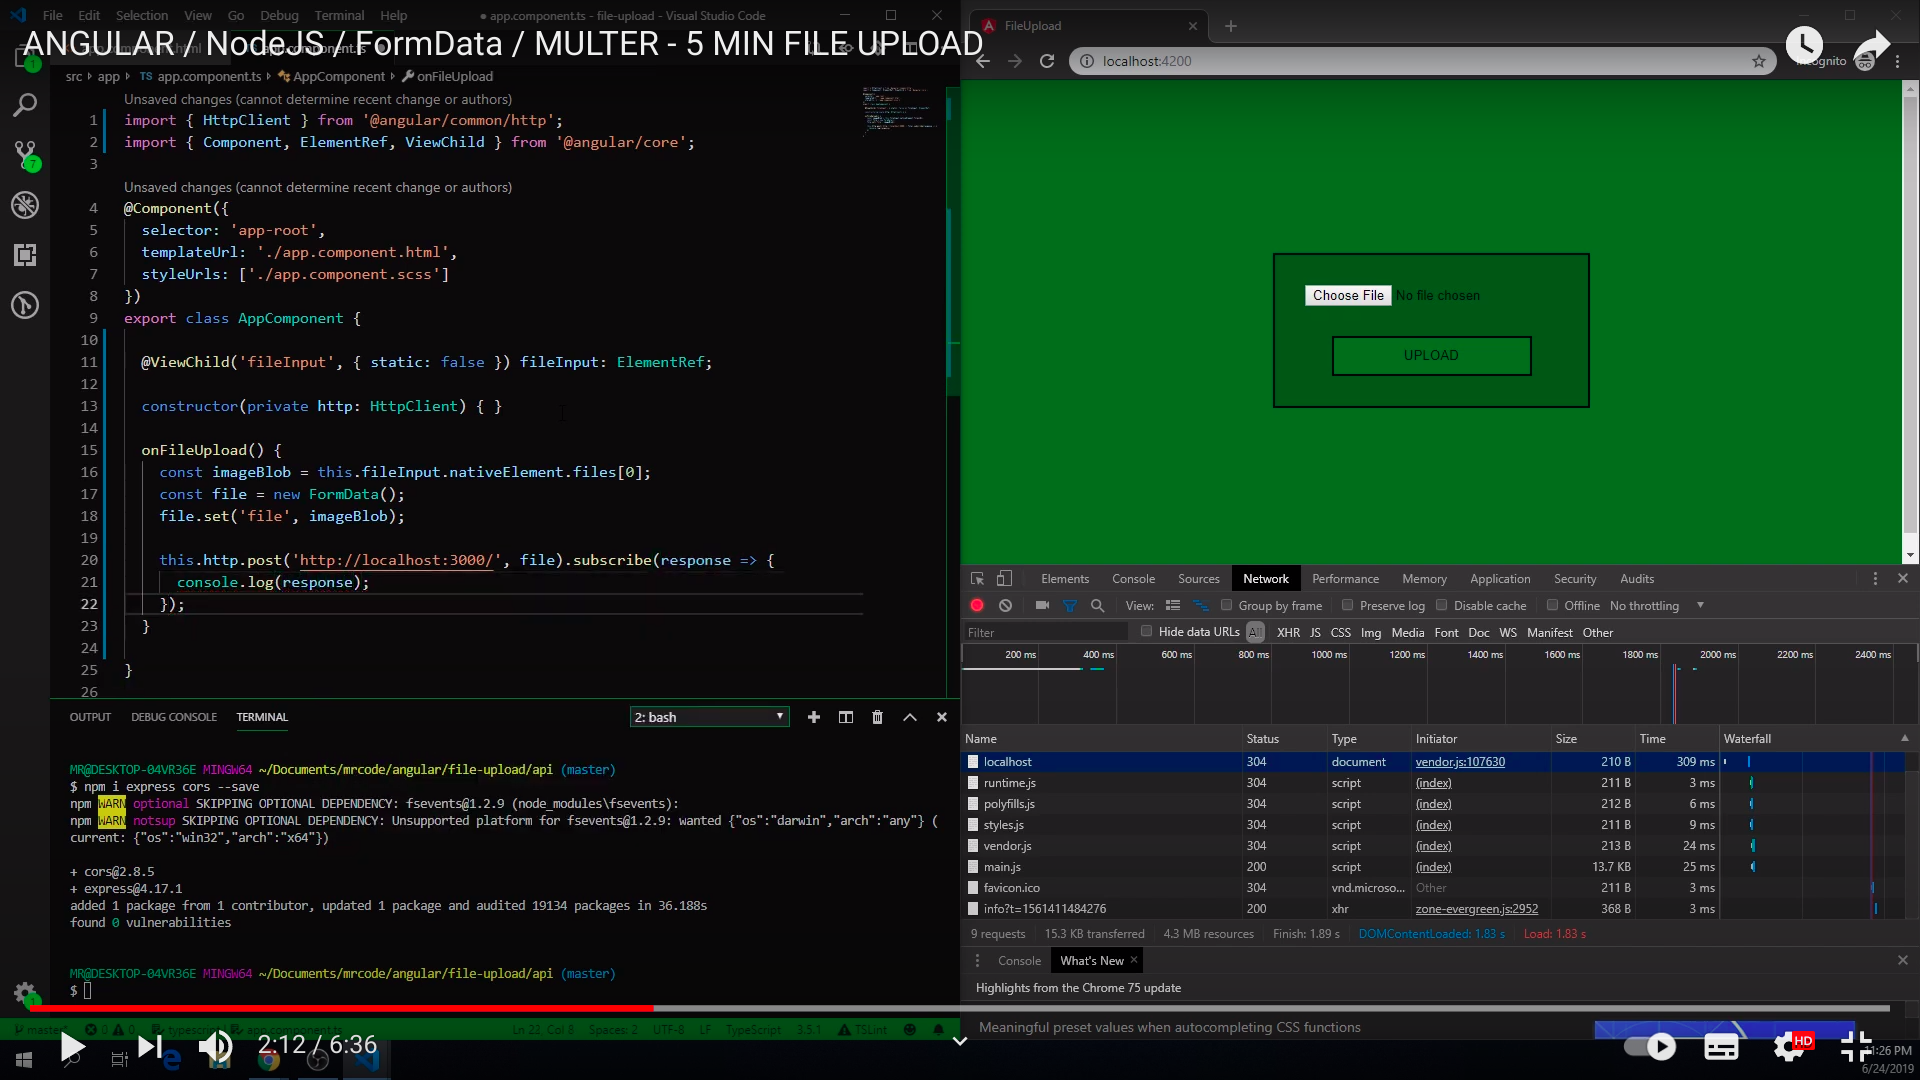 File Edit Selection View Go Debug Terminal Help
● app.component.ts - file-upload - Visual Studio Code
ANGULAR / NodeJS / FormData / MULTER - 5 MIN FILE UPLOAD
src › app › TS app.component.ts › AppComponent › onFileUpload
Unsaved changes (cannot determine recent change or authors)
1 import { HttpClient } from '@angular/common/http';
2 import { Component, ElementRef, ViewChild } from '@angular/core';
3
Unsaved changes (cannot determine recent change or authors)
4 @Component({
5 selector: 'app-root',
6 templateUrl: './app.component.html',
7 styleUrls: ['./app.component.scss']
8 })
9 export class AppComponent {
10
11 @ViewChild('fileInput', { static: false }) fileInput: ElementRef;
12
13 constructor(private http: HttpClient) { }
14
15 onFileUpload() {
16 const imageBlob = this.fileInput.nativeElement.files[0];
17 const file = new FormData();
18 file.set('file', imageBlob);
19
20 this.http.post('http://localhost:3000/', file).subscribe(response => {
21 console.log(response);
22 });
23 }
24
25 }
26
OUTPUT DEBUG CONSOLE TERMINAL 2: bash
MR@DESKTOP-04VR36E MINGW64 ~/Documents/mrcode/angular/file-upload/api (master)
$ npm i express cors --save
npm WARN optional SKIPPING OPTIONAL DEPENDENCY: fsevents@1.2.9 (node_modules\fsevents):
npm WARN notsup SKIPPING OPTIONAL DEPENDENCY: Unsupported platform for fsevents@1.2.9: wanted {"os":"darwin","arch":"any"} (
current: {"os":"win32","arch":"x64"})
+ cors@2.8.5
+ express@4.17.1
added 1 package from 1 contributor, updated 1 package and audited 19134 packages in 36.188s
found 0 vulnerabilities
MR@DESKTOP-04VR36E MINGW64 ~/Documents/mrcode/angular/file-upload/api (master)
$
master* 0 0 typescript app.component.ts Ln 22, Col 8 Spaces: 2 UTF-8 LF TypeScript 3.5.1 TSLint
2:12 / 6:36
FileUpload
localhost:4200
Incognito
Choose File No file chosen
UPLOAD
Elements Console Sources Network Performance Memory Application Security Audits
View: Group by frame Preserve log Disable cache Offline No throttling
Filter Hide data URLs All XHR JS CSS Img Media Font Doc WS Manifest Other
200 ms 400 ms 600 ms 800 ms 1000 ms 1200 ms 1400 ms 1600 ms 1800 ms 2000 ms 2200 ms 2400 ms
Name Status Type Initiator Size Time Waterfall
localhost 304 document vendor.js:107630 210 B 309 ms
runtime.js 304 script (index) 211 B 3 ms
polyfills.js 304 script (index) 212 B 6 ms
styles.js 304 script (index) 211 B 9 ms
vendor.js 304 script (index) 213 B 24 ms
main.js 200 script (index) 13.7 KB 25 ms
favicon.ico 304 vnd.microso... Other 211 B 3 ms
info?t=1561411484276 200 xhr zone-evergreen.js:2952 368 B 3 ms
9 requests 15.3 KB transferred 4.3 MB resources Finish: 1.89 s DOMContentLoaded: 1.83 s Load: 1.83 s
Console What's New
Highlights from the Chrome 75 update
Meaningful preset values when autocompleting CSS functions
HD
11:26 PM
6/24/2019